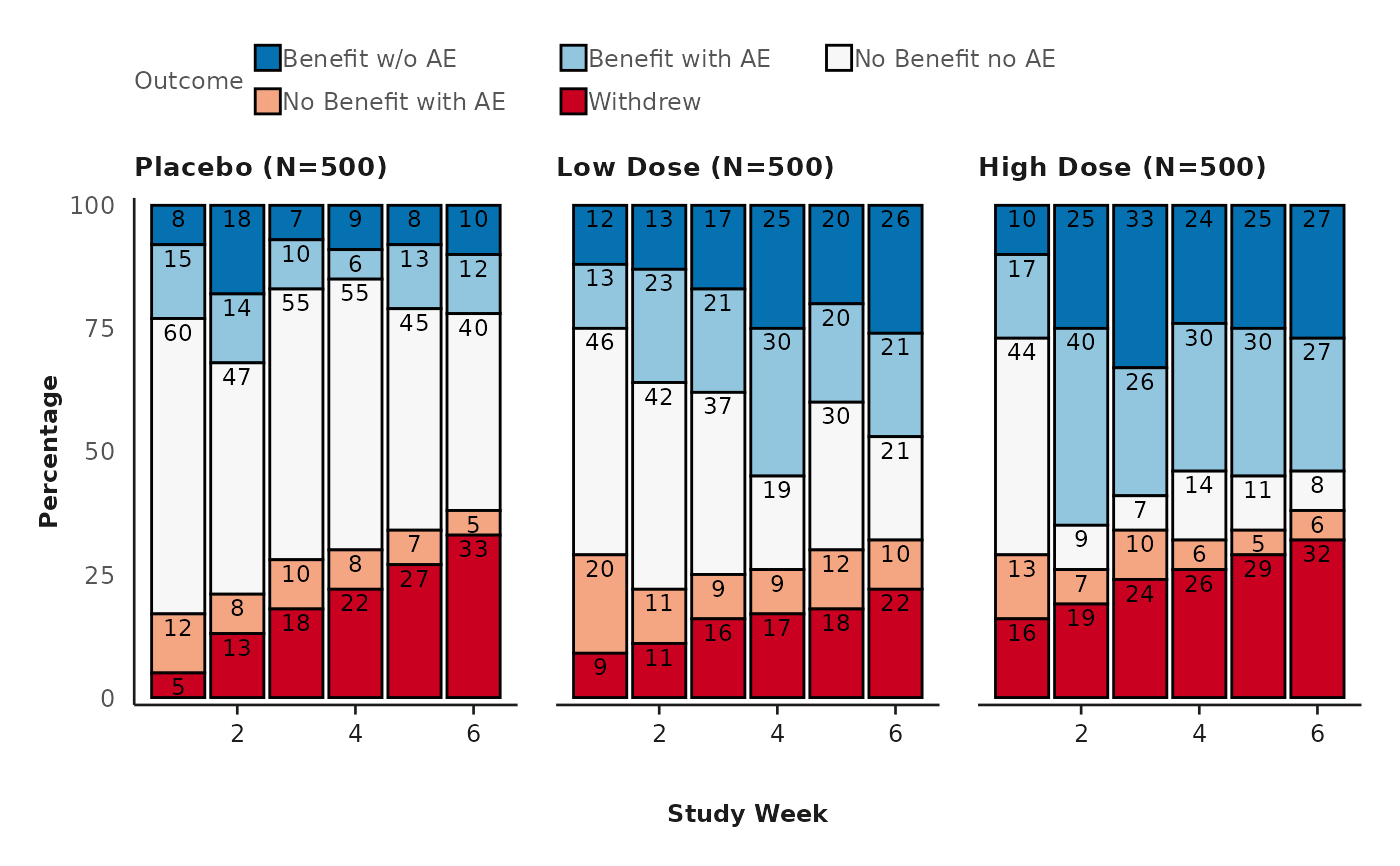 Outcome
Benefit w/o AE Benefit with AE No Benefit no AE
No Benefit with AE Withdrew
Placebo (N=500) Low Dose (N=500) High Dose (N=500)
Percentage
100
75
50
25
0
8 18 7 9 8 10
15 14 10 6 13 12
60 47 55 55 45 40
12 8 10 8 7 5
5 13 18 22 27 33
2 4 6
12 13 17 25 20 26
13 23 21 30 20 21
46 42 37 19 30 21
20 11 9 9 12 10
9 11 16 17 18 22
2 4 6
10 25 33 24 25 27
17 40 26 30 30 27
44 9 7 14 11 8
13 7 10 6 5 6
16 19 24 26 29 32
2 4 6
Study Week